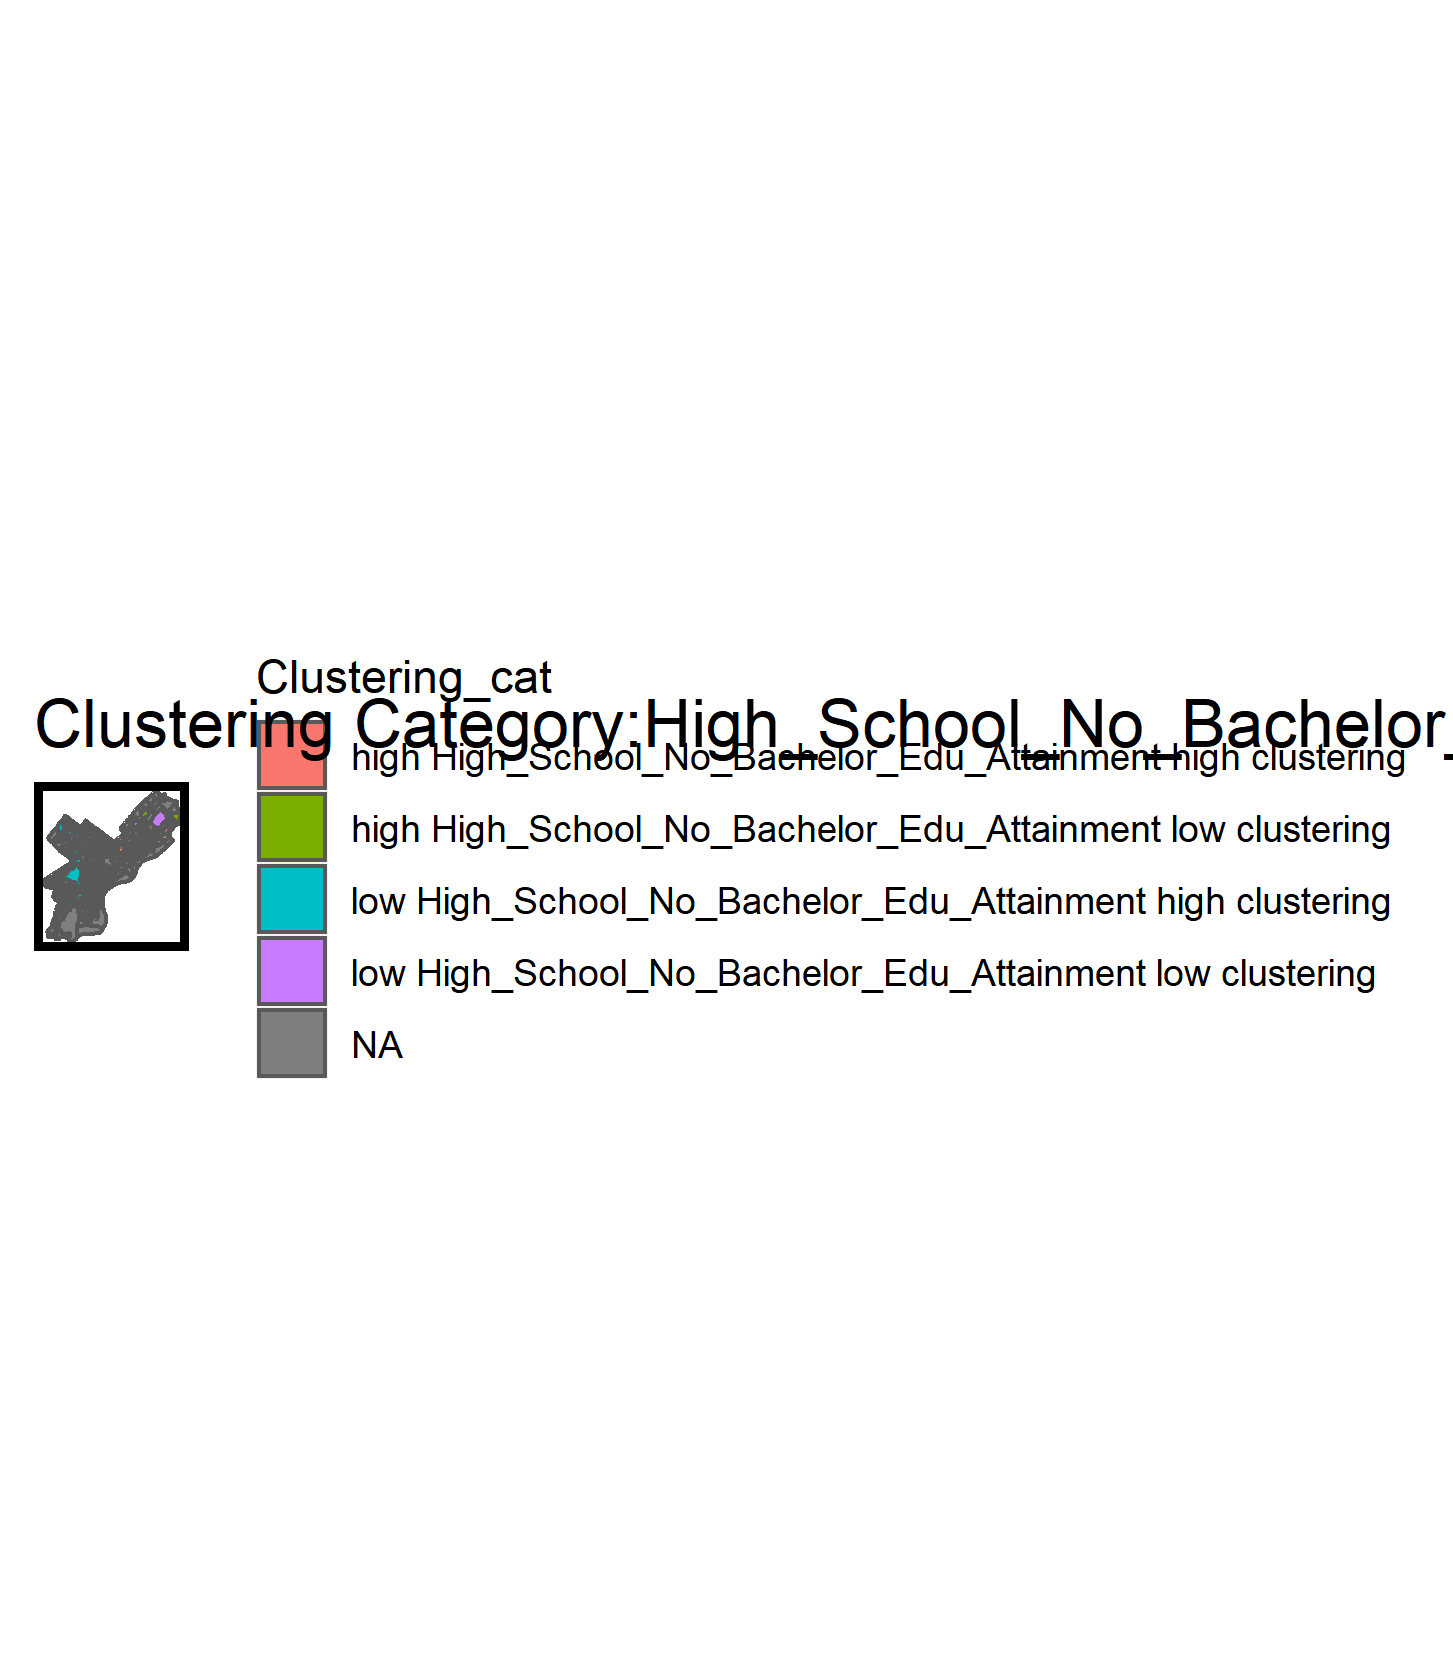 Clustering_cat
Clustering Category:High_School_No_Bachelor_
high High_School_No_Bachelor_Edu_Attainment high clustering
high High_School_No_Bachelor_Edu_Attainment low clustering
low High_School_No_Bachelor_Edu_Attainment high clustering
low High_School_No_Bachelor_Edu_Attainment low clustering
NA